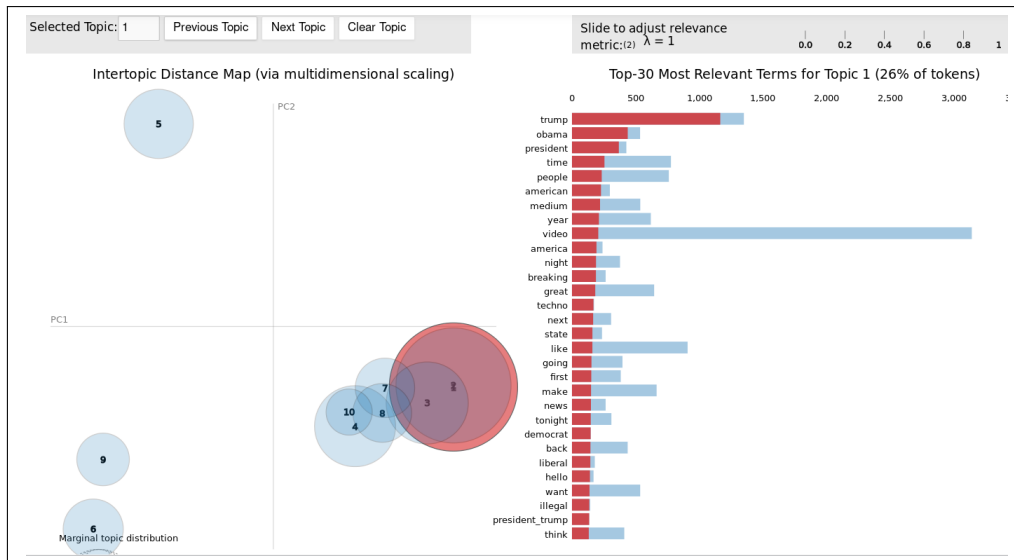 Selected Topic: 1 Previous Topic Next Topic Clear Topic
Slide to adjust relevance
metric:(2) λ = 1
0.0 0.2 0.4 0.6 0.8 1
Intertopic Distance Map (via multidimensional scaling)
PC2
PC1
5
7
3
10
8
4
9
6
Marginal topic distribution
Top-30 Most Relevant Terms for Topic 1 (26% of tokens)
0 500 1,000 1,500 2,000 2,500 3,000
trump
obama
president
time
people
american
medium
year
video
america
night
breaking
great
techno
next
state
like
going
first
make
news
tonight
democrat
back
liberal
hello
want
illegal
president_trump
think